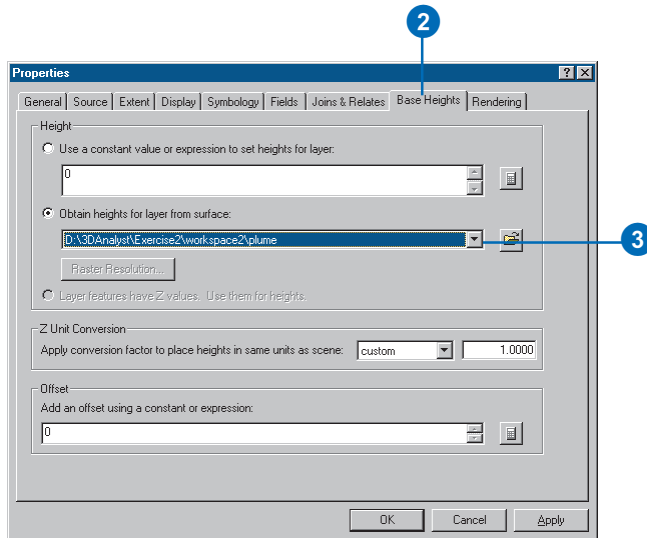 2
Properties
General Source Extent Display Symbology Fields Joins & Relates Base Heights Rendering
Height
Use a constant value or expression to set heights for layer:
0
Obtain heights for layer from surface:
D:\3DAnalyst\Exercise2\workspace2\plume
3
Raster Resolution...
Layer features have Z values. Use them for heights.
Z Unit Conversion
Apply conversion factor to place heights in same units as scene: custom 1.0000
Offset
Add an offset using a constant or expression:
0
OK Cancel Apply